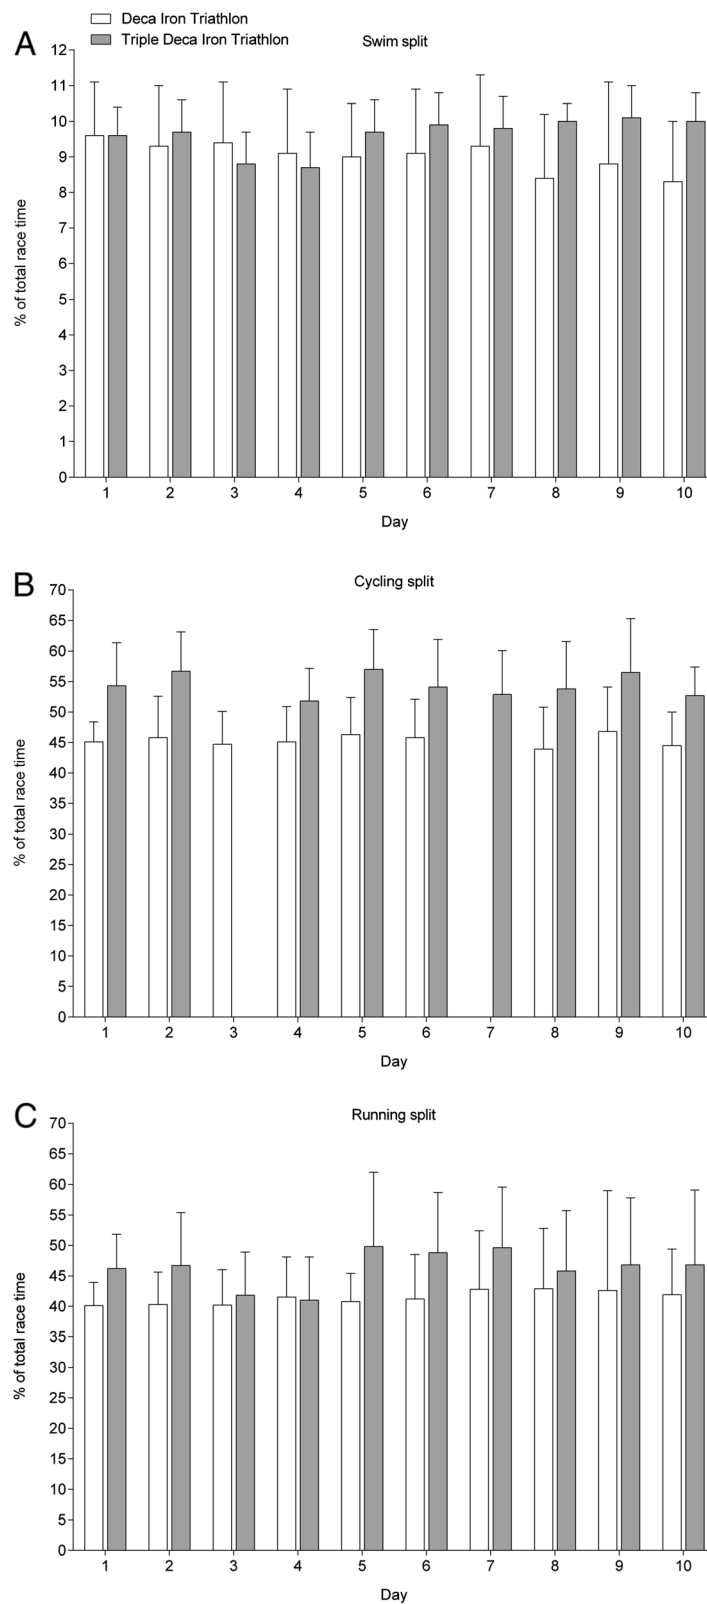 A
Deca Iron Triathlon
Triple Deca Iron Triathlon
Swim split
% of total race time
12
11
10
9
8
7
6
5
4
3
2
1
0
1 2 3 4 5 6 7 8 9 10
Day
B
Cycling split
% of total race time
70
65
60
55
50
45
40
35
30
25
20
15
10
5
0
1 2 3 4 5 6 7 8 9 10
Day
C
Running split
% of total race time
70
65
60
55
50
45
40
35
30
25
20
15
10
5
0
1 2 3 4 5 6 7 8 9 10
Day